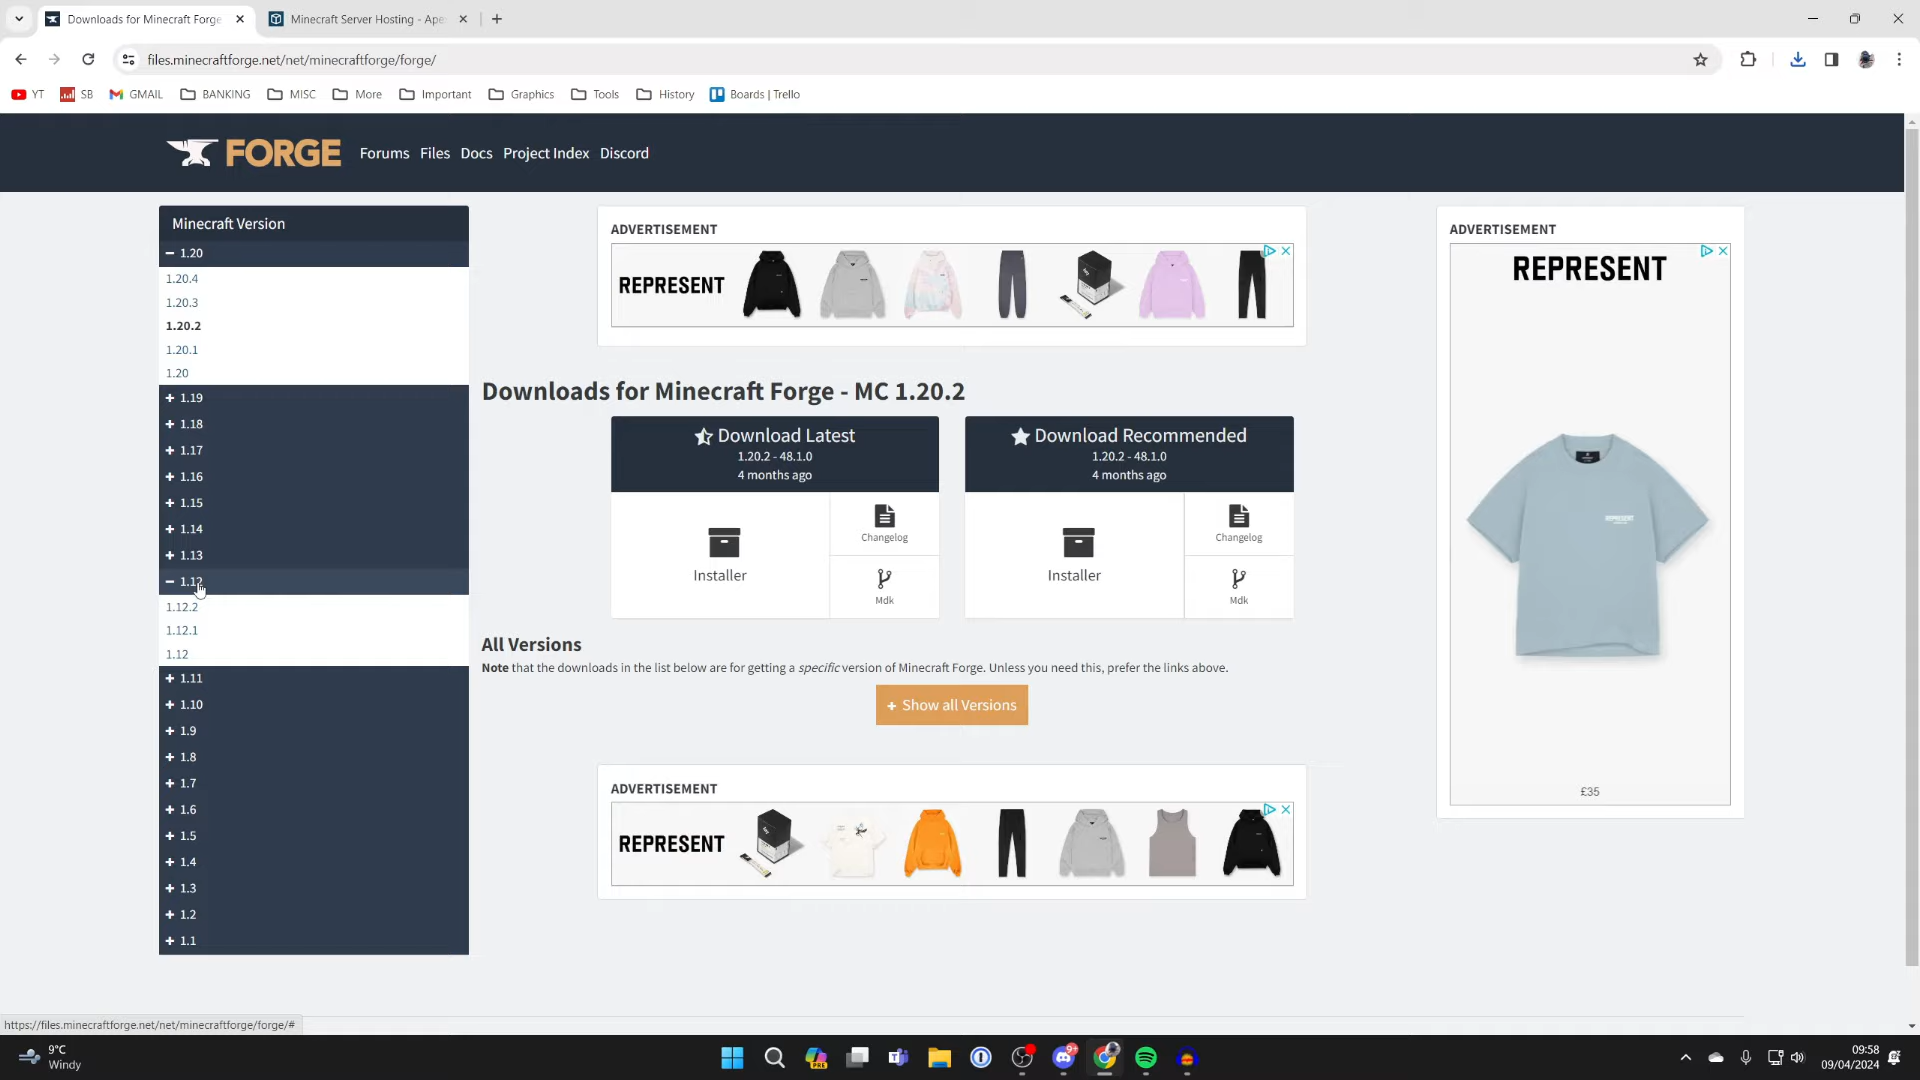 Downloads for Minecraft Forge
Minecraft Server Hosting - Ape
files.minecraftforge.net/net/minecraftforge/forge/
YT
SB
GMAIL
BANKING
MISC
More
Important
Graphics
Tools
History
Boards | Trello
FORGE
Forums
Files
Docs
Project Index
Discord
Minecraft Version
1.20
1.20.4
1.20.3
1.20.2
1.20.1
1.20
1.19
1.18
1.17
1.16
1.15
1.14
1.13
1.12
1.12.2
1.12.1
1.12
1.11
1.10
1.9
1.8
1.7
1.6
1.5
1.4
1.3
1.2
1.1
ADVERTISEMENT
REPRESENT
Downloads for Minecraft Forge - MC 1.20.2
Download Latest
1.20.2 - 48.1.0
4 months ago
Installer
Changelog
Mdk
Download Recommended
1.20.2 - 48.1.0
4 months ago
Installer
Changelog
Mdk
All Versions
Note that the downloads in the list below are for getting a specific version of Minecraft Forge. Unless you need this, prefer the links above.
+ Show all Versions
ADVERTISEMENT
REPRESENT
ADVERTISEMENT
REPRESENT
REPRESENT
£35
https://files.minecraftforge.net/net/minecraftforge/forge/#
9°C
Windy
PRE
9+
09:58
09/04/2024